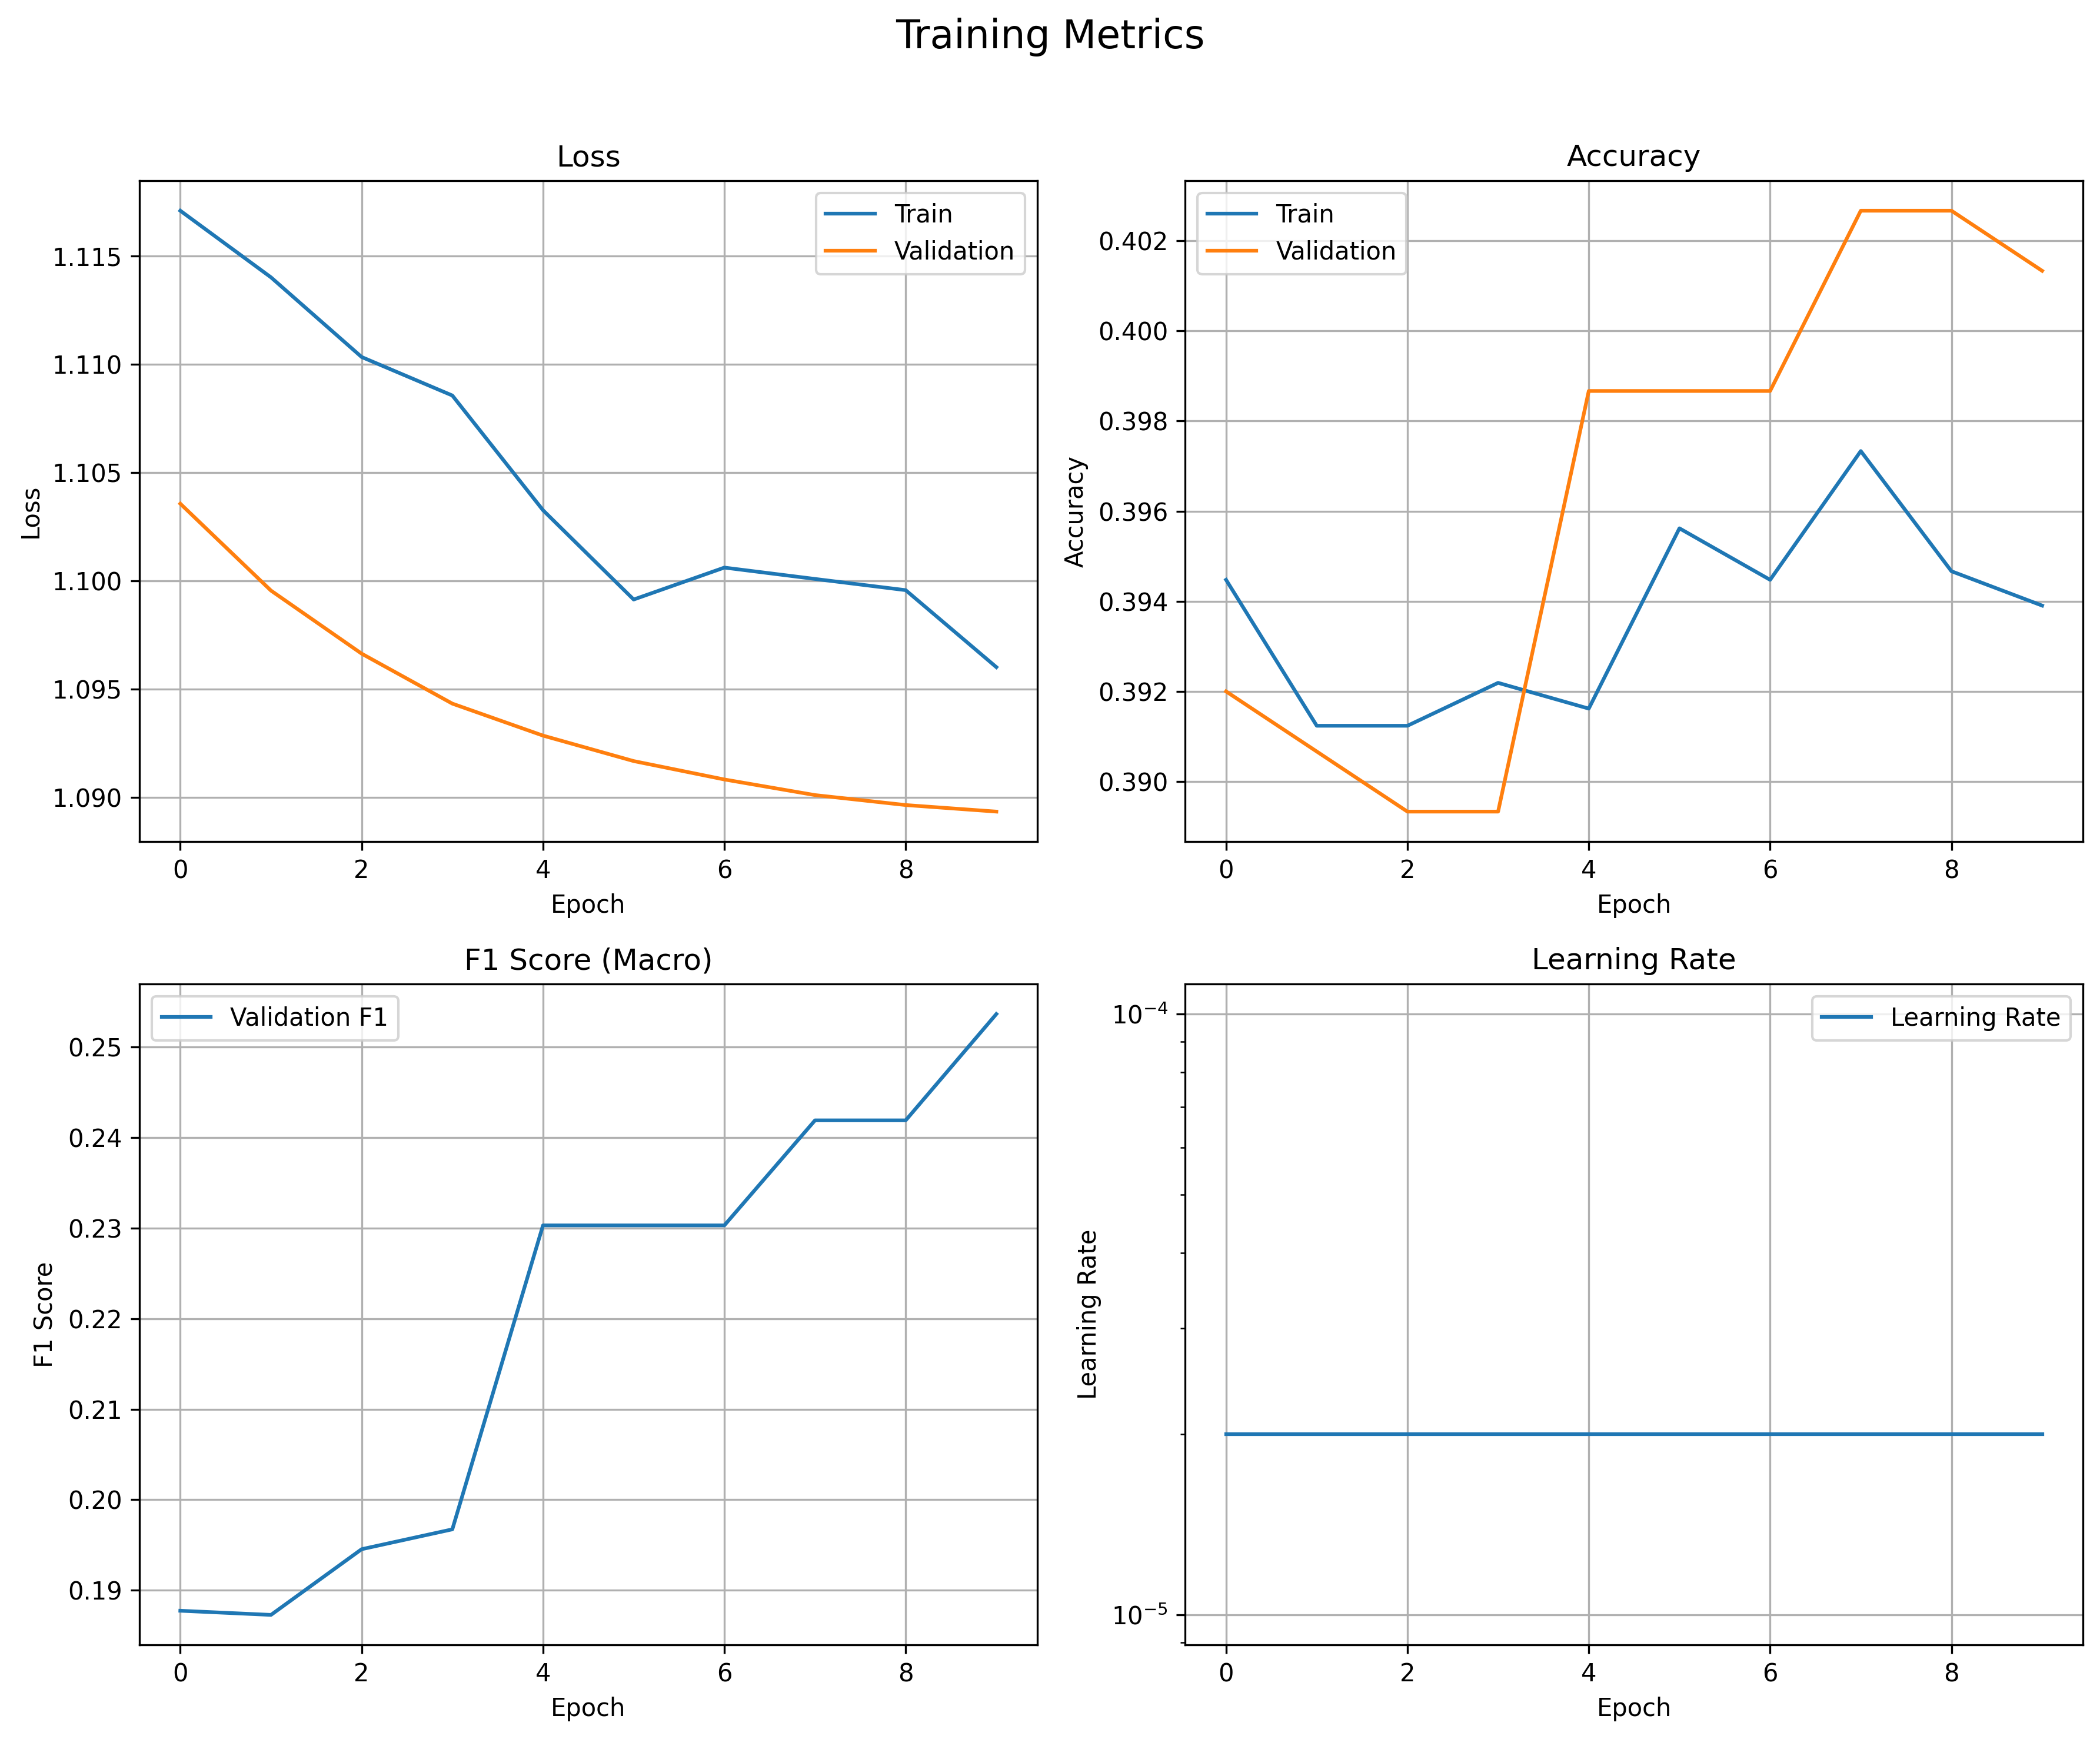 Training Metrics
Loss
Train
Validation
1.115
1.110
1.105
1.100
1.095
1.090
Loss
0 2 4 6 8
Epoch
Accuracy
Train
Validation
0.402
0.400
0.398
0.396
0.394
0.392
0.390
Accuracy
0 2 4 6 8
Epoch
F1 Score (Macro)
Validation F1
0.25
0.24
0.23
0.22
0.21
0.20
0.19
F1 Score
0 2 4 6 8
Epoch
Learning Rate
Learning Rate
10⁻⁴
10⁻⁵
Learning Rate
0 2 4 6 8
Epoch